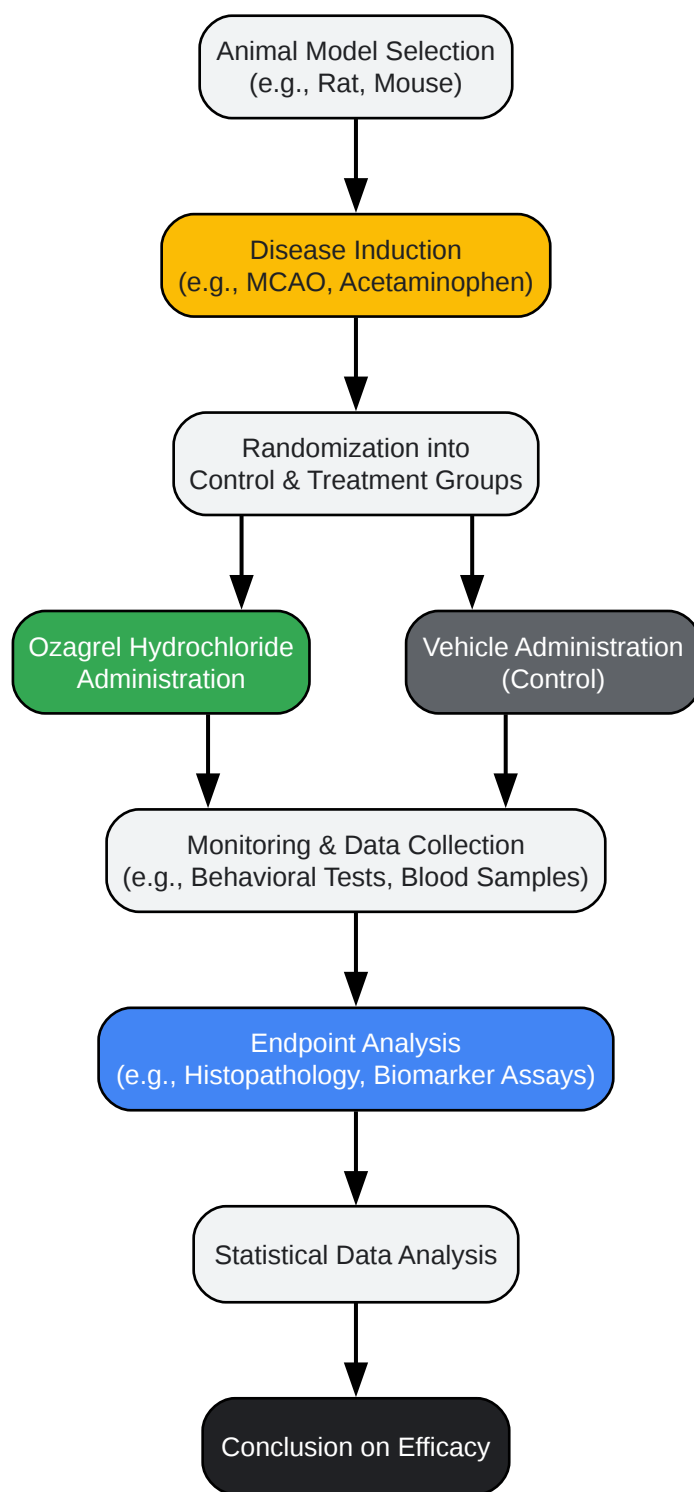 Animal Model Selection
(e.g., Rat, Mouse)
Disease Induction
(e.g., MCAO, Acetaminophen)
Randomization into
Control & Treatment Groups
Ozagrel Hydrochloride
Administration
Vehicle Administration
(Control)
Monitoring & Data Collection
(e.g., Behavioral Tests, Blood Samples)
Endpoint Analysis
(e.g., Histopathology, Biomarker Assays)
Statistical Data Analysis
Conclusion on Efficacy